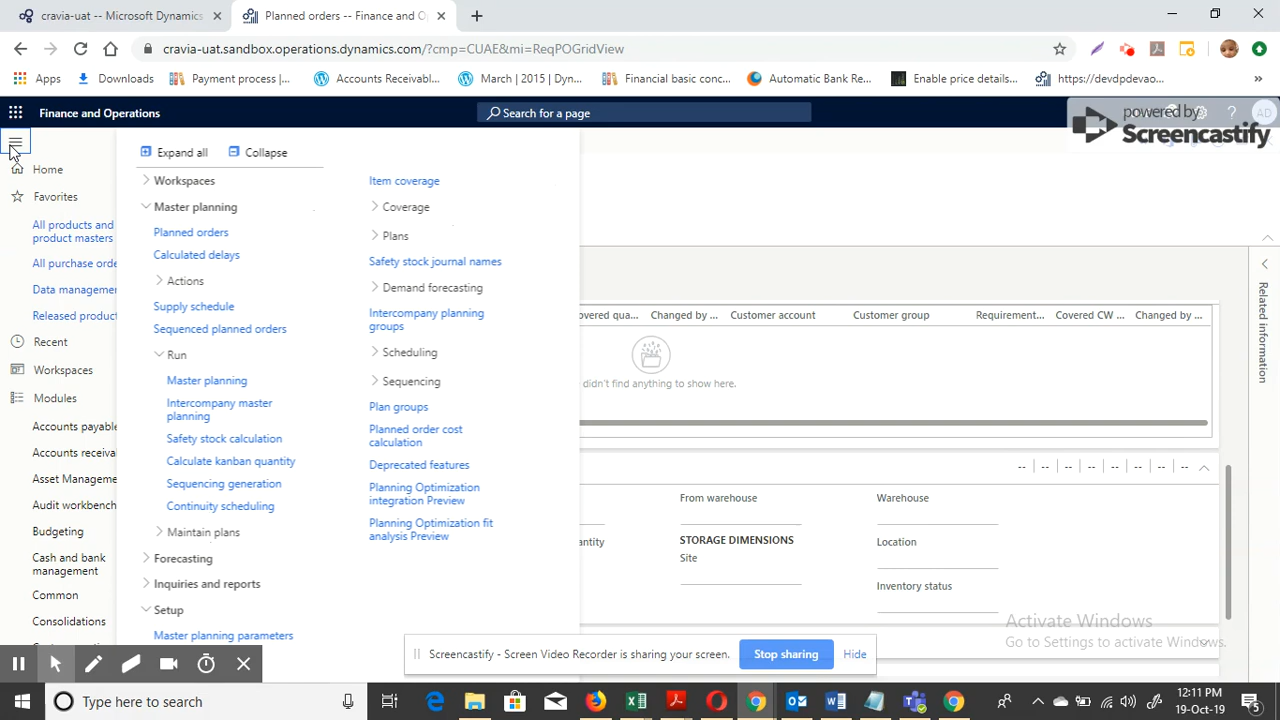 cravia-uat -- Microsoft Dynamics
Planned orders -- Finance and O
cravia-uat.sandbox.operations.dynamics.com/?cmp=CUAE&mi=ReqPOGridView
Apps
Downloads
Payment process |...
Accounts Receivabl...
March | 2015 | Dyn...
Financial basic conc...
Automatic Bank Re...
Enable price details...
https://devdpdevao...
Finance and Operations
Search for a page
AD
powered by
Screencastify
Home
Favorites
All products and
product masters
All purchase orde
Data managemen
Released product
Recent
Workspaces
Modules
Accounts payable
Accounts receiva
Asset Manageme
Audit workbench
Budgeting
Cash and bank
management
Common
Consolidations
Expand all
Collapse
Workspaces
Master planning
Planned orders
Calculated delays
Actions
Supply schedule
Sequenced planned orders
Run
Master planning
Intercompany master
planning
Safety stock calculation
Calculate kanban quantity
Sequencing generation
Continuity scheduling
Maintain plans
Forecasting
Inquiries and reports
Setup
Master planning parameters
Item coverage
Coverage
Plans
Safety stock journal names
Demand forecasting
Intercompany planning
groups
Scheduling
Sequencing
Plan groups
Planned order cost
calculation
Deprecated features
Planning Optimization
integration Preview
Planning Optimization fit
analysis Preview
overed qua...
Changed by ...
Customer account
Customer group
Requirement...
Covered CW ...
Changed by ...
didn't find anything to show here.
Related information
-- -- -- -- -- -- -- --
From warehouse
Warehouse
antity
STORAGE DIMENSIONS
Site
Location
Inventory status
Activate Windows
Go to Settings to activate Windows.
Screencastify - Screen Video Recorder is sharing your screen.
Stop sharing
Hide
Type here to search
12:11 PM
19-Oct-19
5